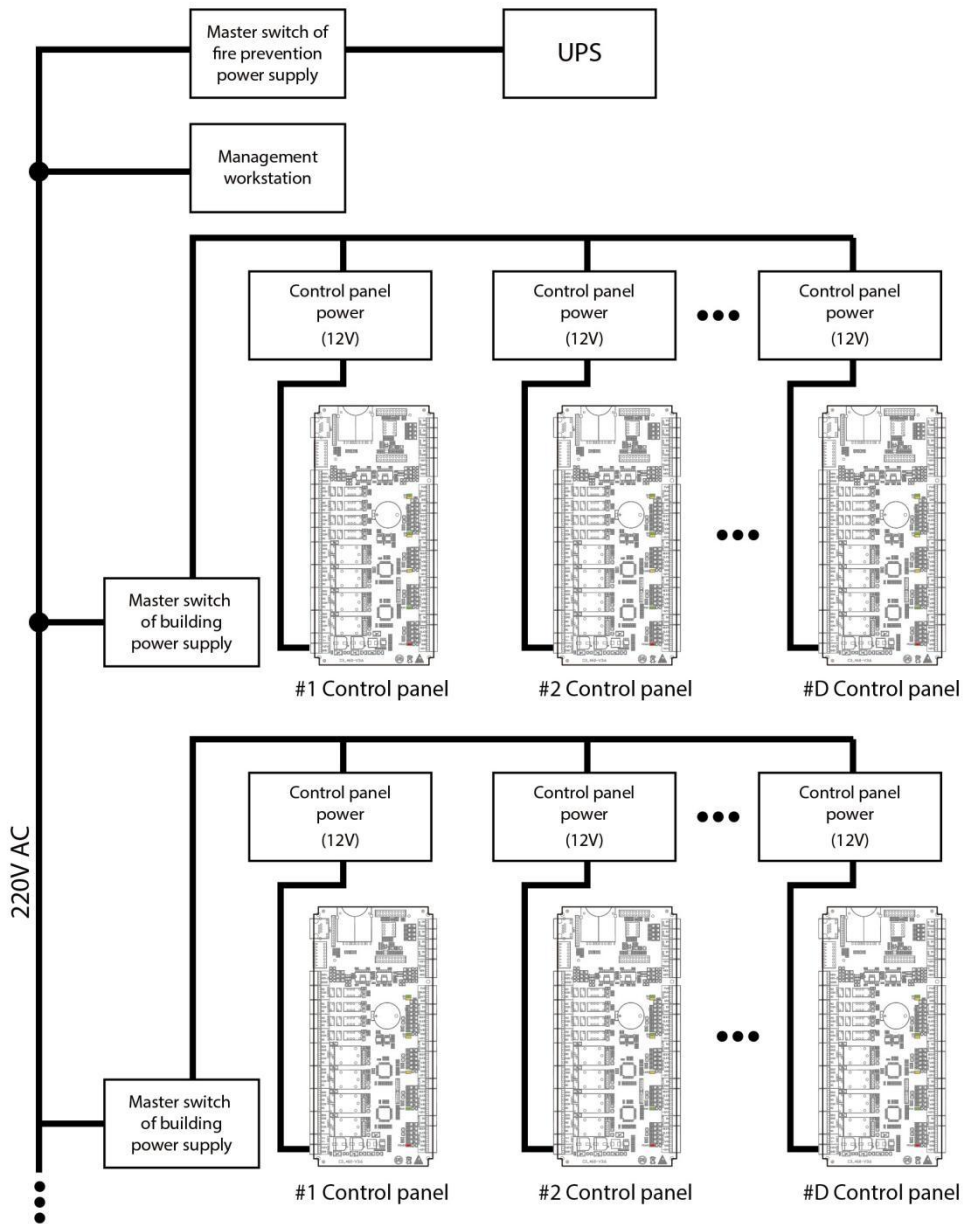 Master switch of
fire prevention
power supply
UPS
Management
workstation
Control panel
power
(12V)
Control panel
power
(12V)
Control panel
power
(12V)
Master switch
of building
power supply
#1 Control panel
#2 Control panel
#D Control panel
220V AC
Control panel
power
(12V)
Control panel
power
(12V)
Control panel
power
(12V)
Master switch
of building
power supply
#1 Control panel
#2 Control panel
#D Control panel